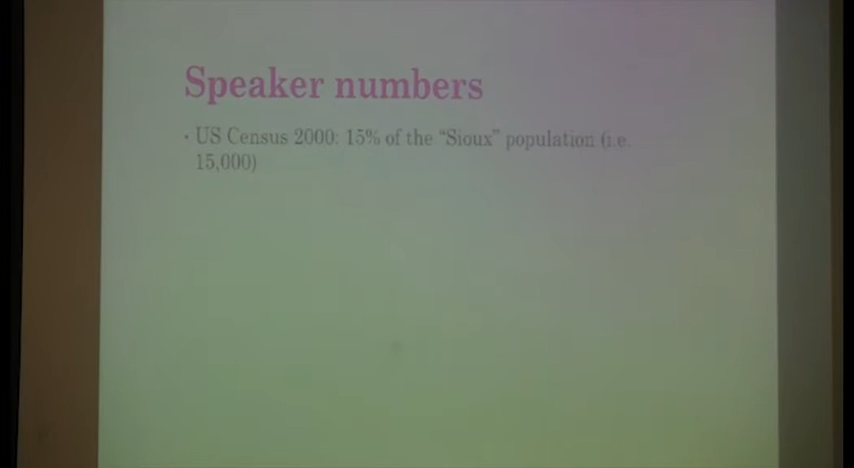 Speaker numbers
• US Census 2000: 15% of the “Sioux” population (i.e.
15,000)